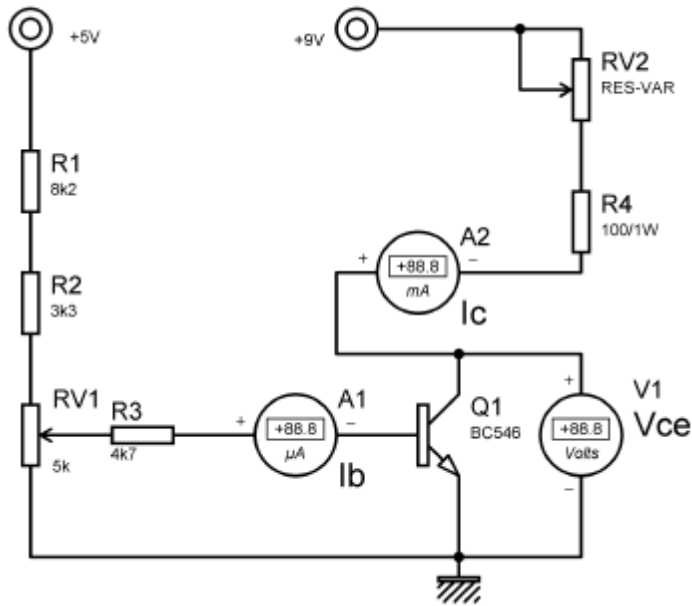 +5V
+9V
RV2
RES-VAR
R1
8k2
R4
100/1W
A2
+ +88.8 −
mA
Ic
R2
3k3
RV1
5k
R3
4k7
A1
+ +88.8 −
µA
Ib
Q1
BC546
+
+88.8
Volts
−
V1
Vce